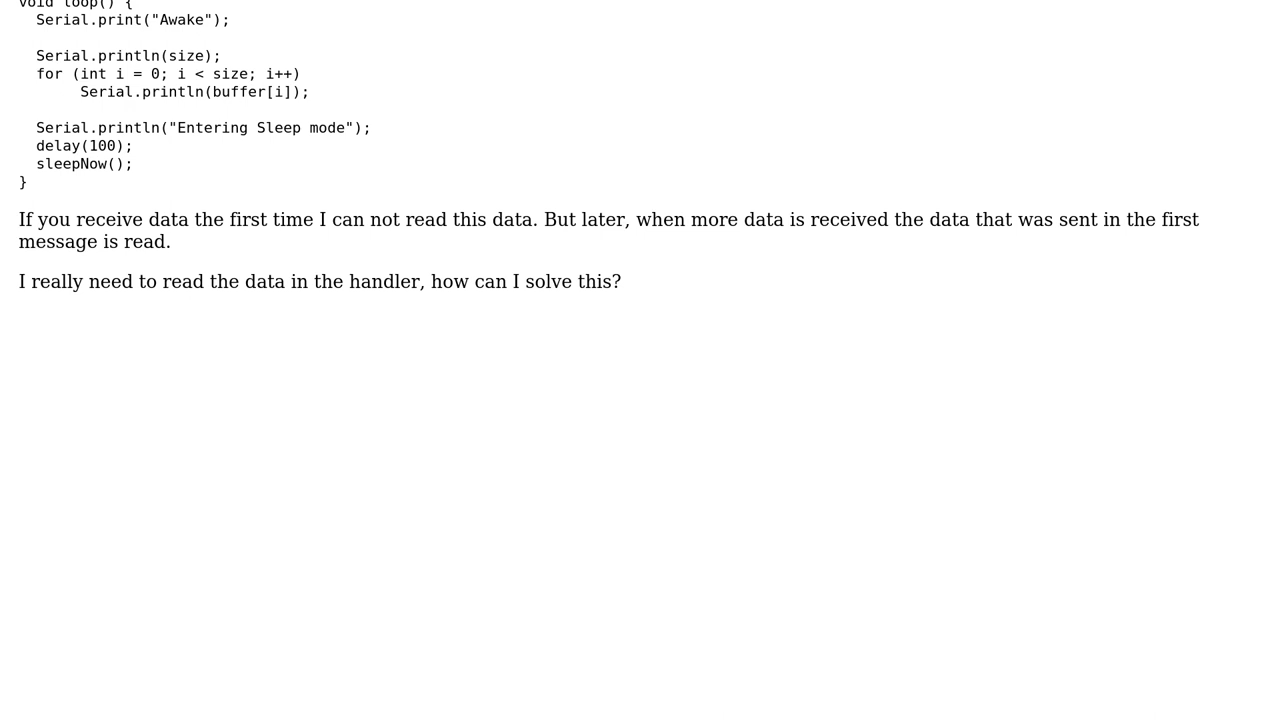 void loop() {
  Serial.print("Awake");

  Serial.println(size);
  for (int i = 0; i < size; i++)
       Serial.println(buffer[i]);

  Serial.println("Entering Sleep mode");
  delay(100);
  sleepNow();
}
If you receive data the first time I can not read this data. But later, when more data is received the data that was sent in the first
message is read.
I really need to read the data in the handler, how can I solve this?